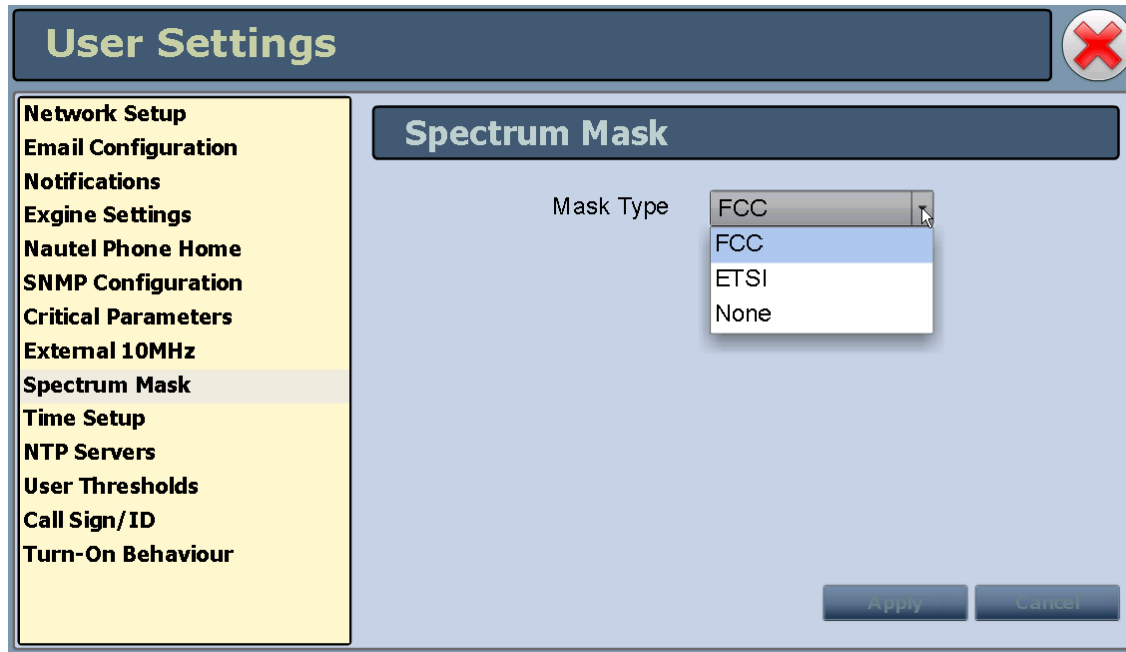 User Settings
Network Setup
Email Configuration
Notifications
Exgine Settings
Nautel Phone Home
SNMP Configuration
Critical Parameters
External 10MHz
Spectrum Mask
Time Setup
NTP Servers
User Thresholds
Call Sign/ID
Turn-On Behaviour
Spectrum Mask
Mask Type FCC
FCC
ETSI
None
Apply Cancel